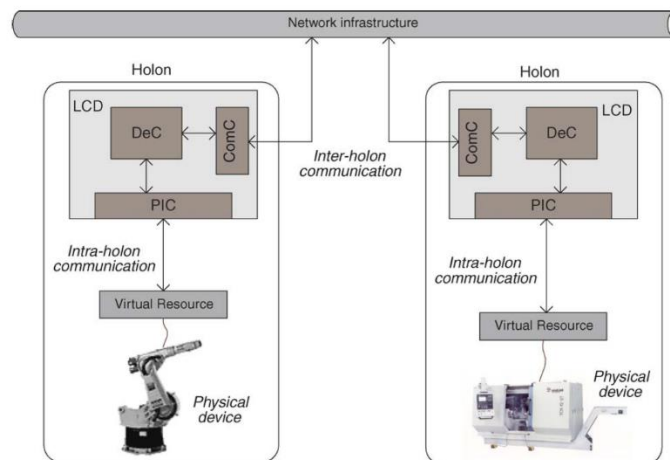 Network infrastructure
Holon
LCD
DeC
ComC
PIC
Intra-holon
communication
Virtual Resource
Physical
device
Inter-holon
communication
Holon
LCD
ComC
DeC
PIC
Intra-holon
communication
Virtual Resource
Physical
device